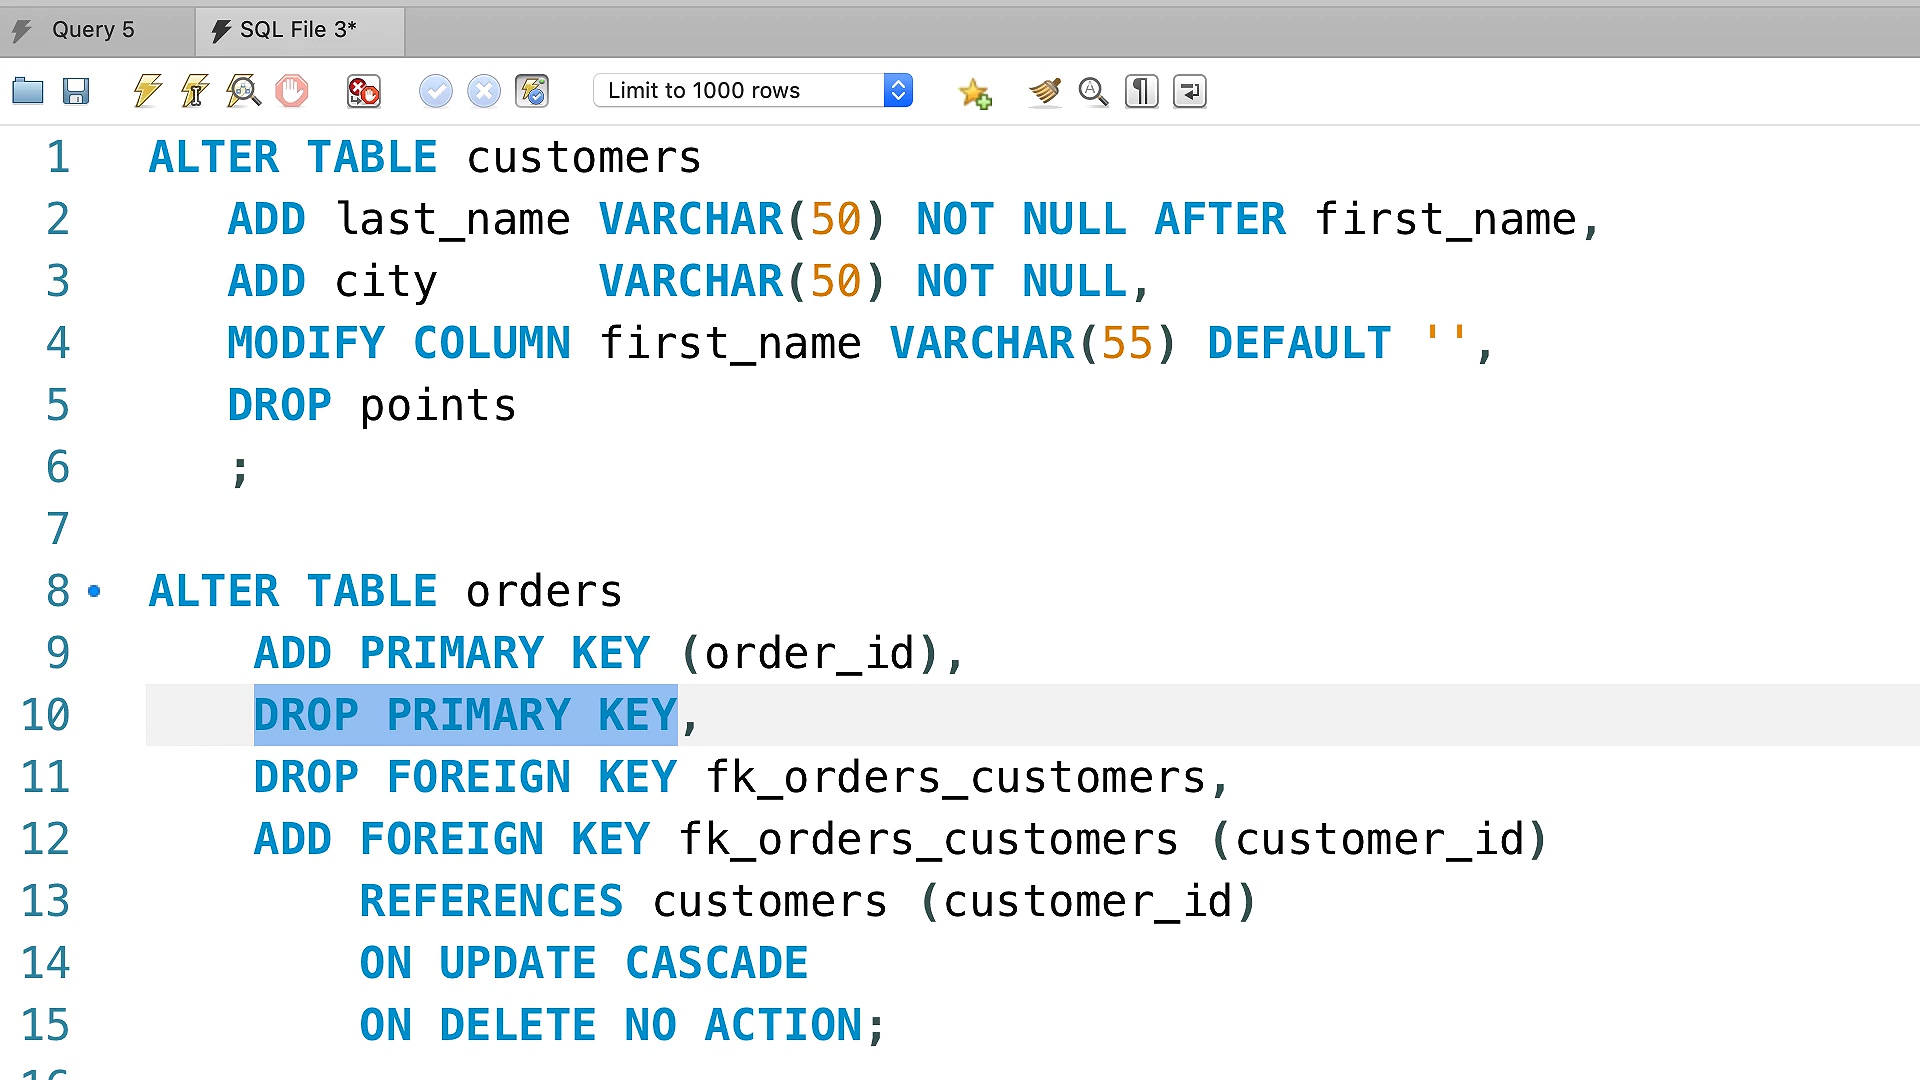 Query 5
SQL File 3*
Limit to 1000 rows
1 ALTER TABLE customers
2 ADD last_name VARCHAR(50) NOT NULL AFTER first_name,
3 ADD city VARCHAR(50) NOT NULL,
4 MODIFY COLUMN first_name VARCHAR(55) DEFAULT '',
5 DROP points
6 ;
7
8 ALTER TABLE orders
9 ADD PRIMARY KEY (order_id),
10 DROP PRIMARY KEY,
11 DROP FOREIGN KEY fk_orders_customers,
12 ADD FOREIGN KEY fk_orders_customers (customer_id)
13 REFERENCES customers (customer_id)
14 ON UPDATE CASCADE
15 ON DELETE NO ACTION;
16